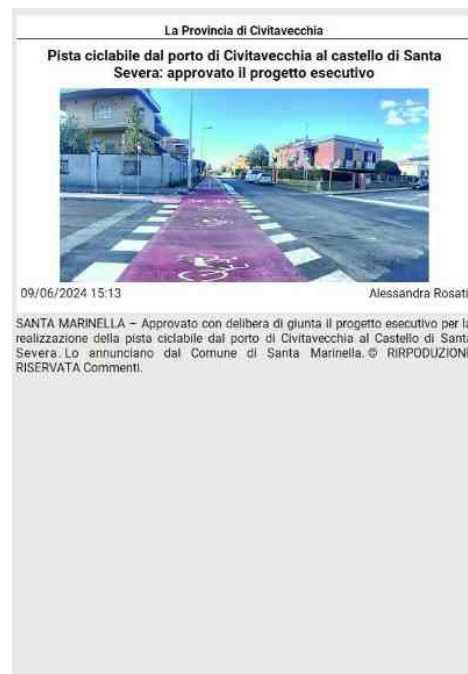 La Provincia di Civitavecchia
Pista ciclabile dal porto di Civitavecchia al castello di Santa
Severa: approvato il progetto esecutivo
09/06/2024 15:13
Alessandra Rosati
SANTA MARINELLA – Approvato con delibera di giunta il progetto esecutivo per la
realizzazione della pista ciclabile dal porto di Civitavecchia al Castello di Santa
Severa. Lo annunciano dal Comune di Santa Marinella. © RIRPODUZIONE
RISERVATA Commenti.